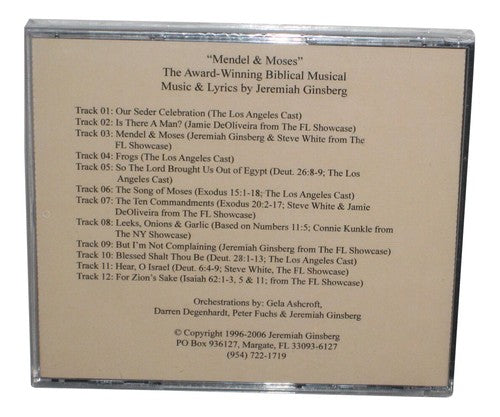 "Mendel & Moses"
The Award-Winning Biblical Musical
Music & Lyrics by Jeremiah Ginsberg
Track 01: Our Seder Celebration (The Los Angeles Cast)
Track 02: Is There A Man? (Jamie DeOliveira from The FL Showcase)
Track 03: Mendel & Moses (Jeremiah Ginsberg & Steve White from The
FL Showcase)
Track 04: Frogs (The Los Angeles Cast)
Track 05: So The Lord Brought Us Out of Egypt (Deut. 26:8-9; The Los
Angeles Cast)
Track 06: The Song of Moses (Exodus 15:1-18; The Los Angeles Cast)
Track 07: The Ten Commandments (Exodus 20:2-17; Steve White & Jamie
DeOliveira from The FL Showcase)
Track 08: Leeks, Onions & Garlic (Based on Numbers 11:5; Connie Kunkle from
The NY Showcase)
Track 09: But I'm Not Complaining (Jeremiah Ginsberg from The FL Showcase)
Track 10: Blessed Shalt Thou Be (Deut. 28:1-13; The Los Angeles Cast)
Track 11: Hear, O Israel (Deut. 6:4-9; Steve White, The FL Showcase)
Track 12: For Zion's Sake (Isaiah 62:1-3, 5 & 11; from The FL Showcase)
Orchestrations by: Gela Ashcroft,
Darren Degenhardt, Peter Fuchs & Jeremiah Ginsberg
© Copyright 1996-2006 Jeremiah Ginsberg
PO Box 936127, Margate, FL 33093-6127
(954) 722-1719